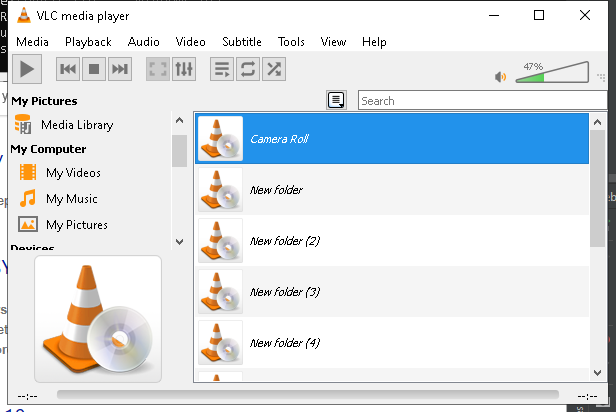 VLC media player
Media Playback Audio Video Subtitle Tools View Help
47%
My Pictures
Search
Media Library
My Computer
My Videos
My Music
My Pictures
Devices
Camera Roll
New folder
New folder (2)
New folder (3)
New folder (4)
--:--
--:--